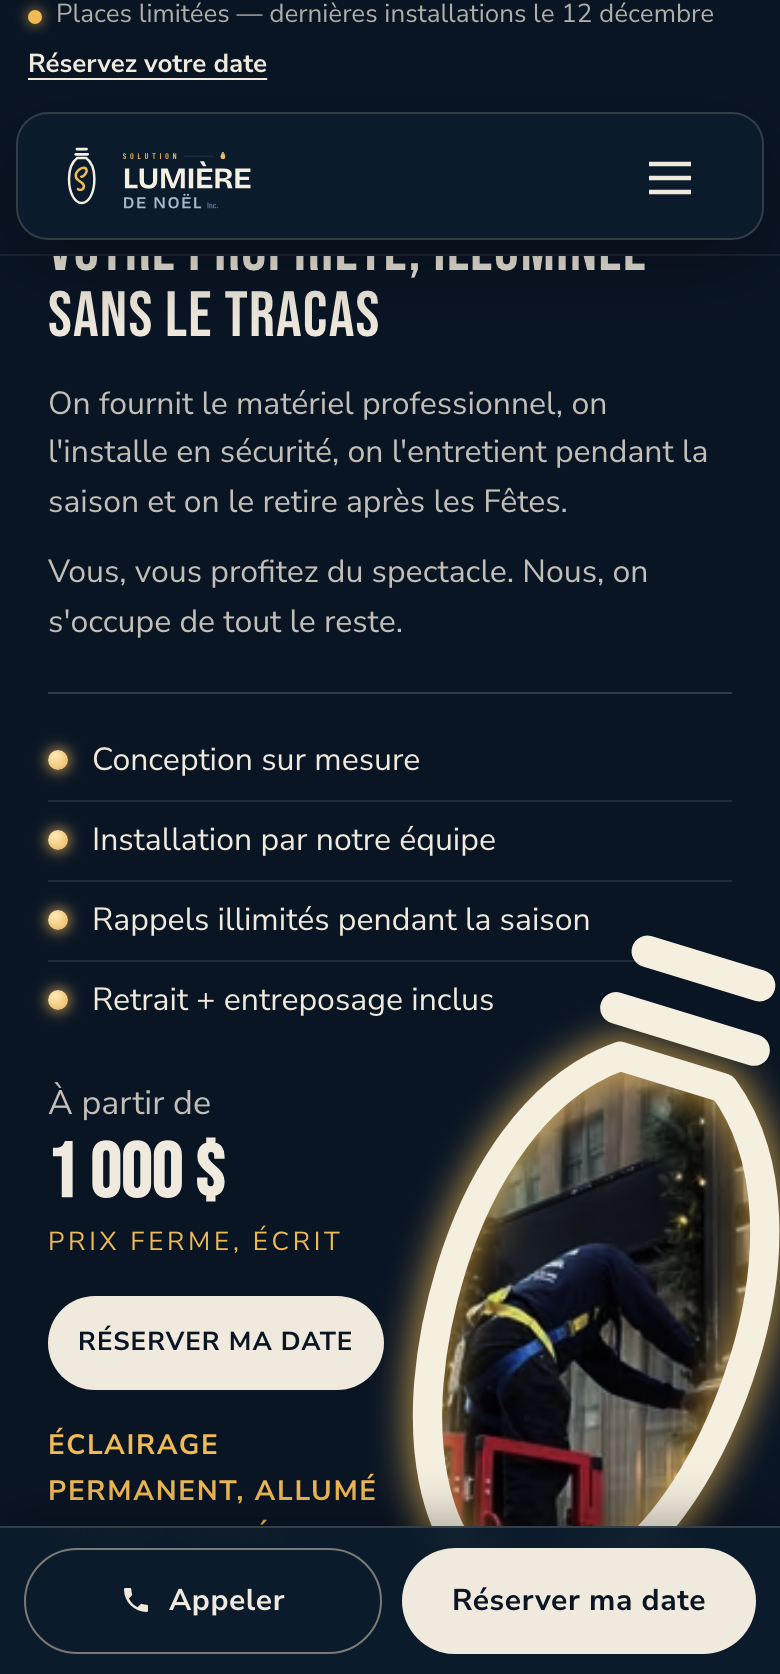 Places limitées — dernières installations le 12 décembre
Réservez votre date
SOLUTION
LUMIÈRE
DE NOËL Inc.
VOTRE PROPRIÉTÉ, ILLUMINÉE
SANS LE TRACAS
On fournit le matériel professionnel, on
l'installe en sécurité, on l'entretient pendant la
saison et on le retire après les Fêtes.
Vous, vous profitez du spectacle. Nous, on
s'occupe de tout le reste.
Conception sur mesure
Installation par notre équipe
Rappels illimités pendant la saison
Retrait + entreposage inclus
À partir de
1 000 $
PRIX FERME, ÉCRIT
RÉSERVER MA DATE
ÉCLAIRAGE
PERMANENT, ALLUMÉ
Appeler
Réserver ma date